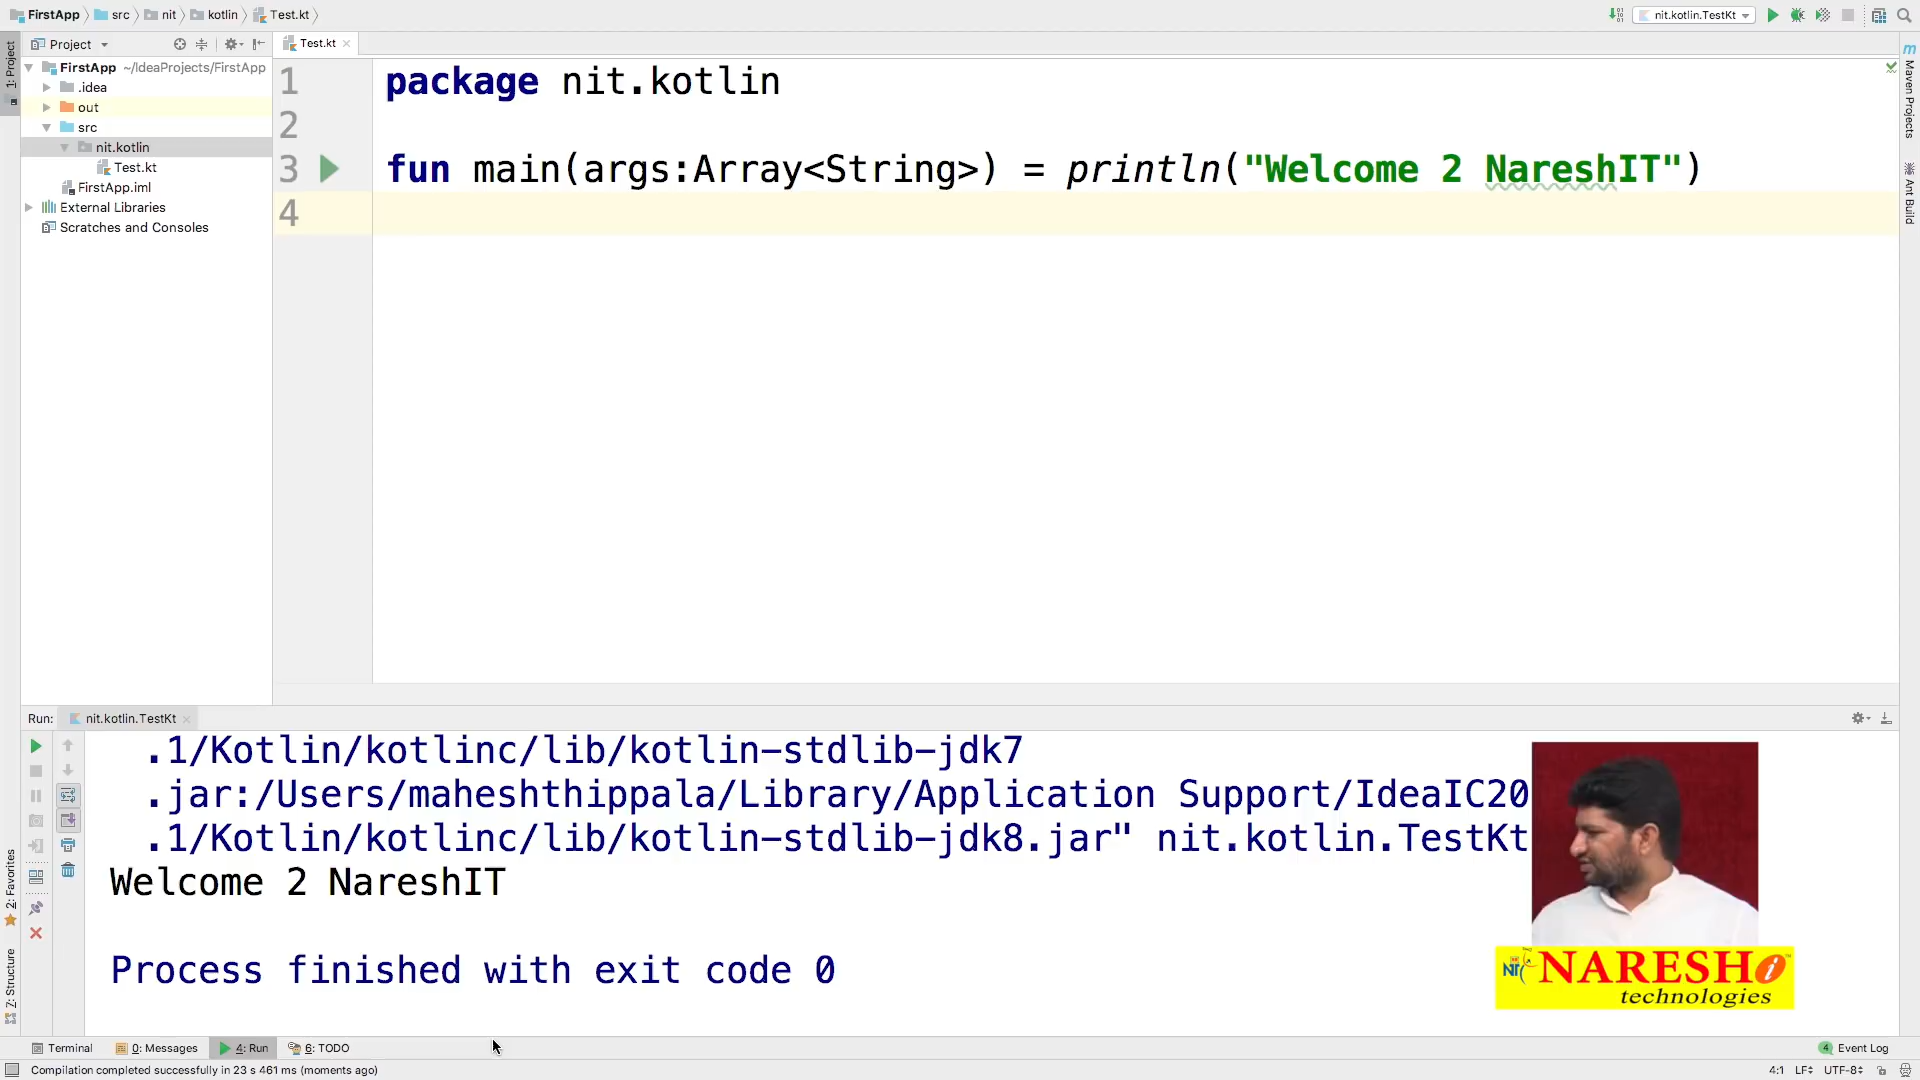 FirstApp src nit kotlin Test.kt
nit.kotlin.TestKt
Project
Test.kt
1: Project
FirstApp ~/IdeaProjects/FirstApp
.idea
out
src
nit.kotlin
Test.kt
FirstApp.iml
External Libraries
Scratches and Consoles
1 package nit.kotlin
2
3 fun main(args:Array<String>) = println("Welcome 2 NareshIT")
4
m Maven Projects
Ant Build
Run: nit.kotlin.TestKt
.1/Kotlin/kotlinc/lib/kotlin-stdlib-jdk7
.jar:/Users/maheshthippala/Library/Application Support/IdeaIC20
.1/Kotlin/kotlinc/lib/kotlin-stdlib-jdk8.jar" nit.kotlin.TestKt
Welcome 2 NareshIT
Process finished with exit code 0
2: Favorites
7: Structure
NARESH i
technologies
Terminal 0: Messages 4: Run 6: TODO
4 Event Log
Compilation completed successfully in 23 s 461 ms (moments ago)
4:1 LF UTF-8